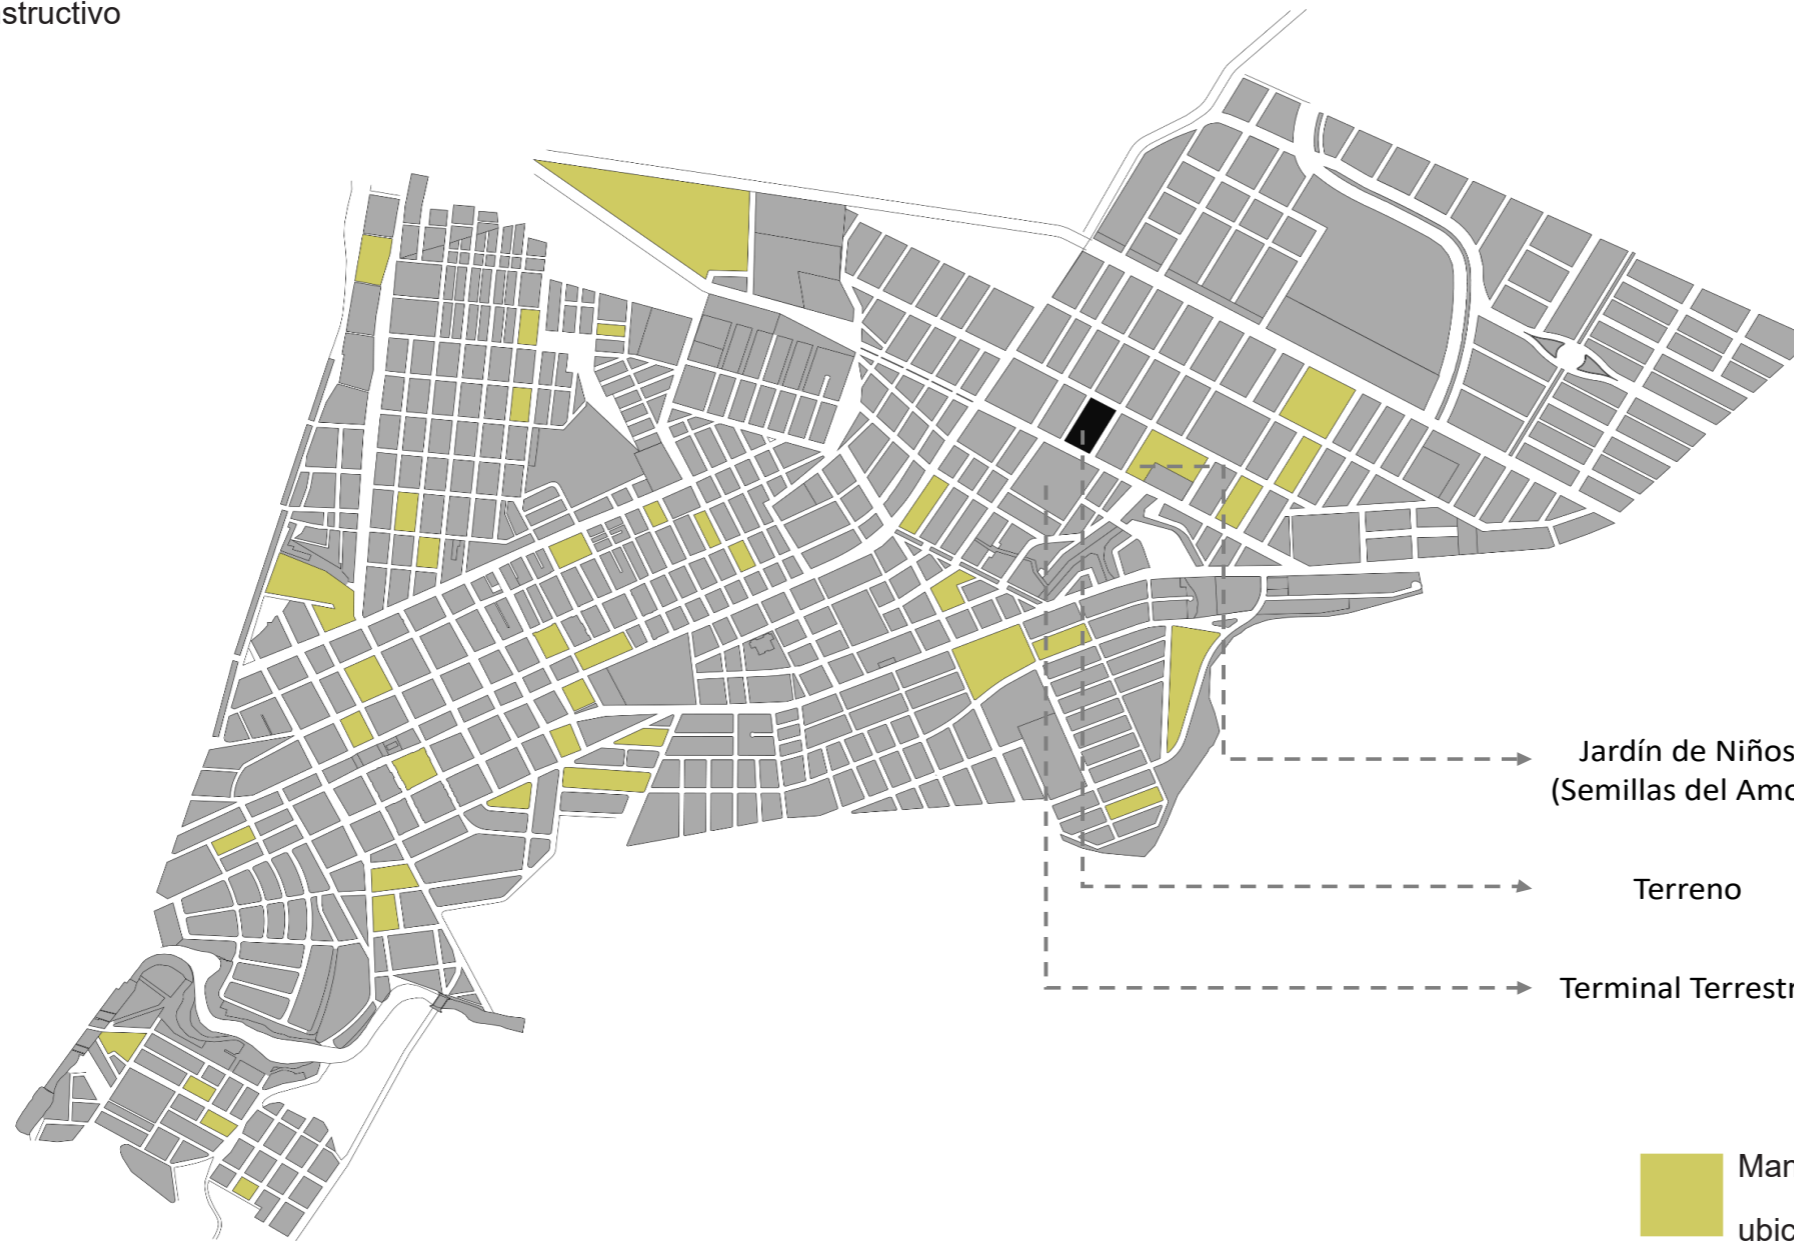 structivo
Jardín de Niños
(Semillas del Amo
Terreno
Terminal Terrestr
Man
ubic